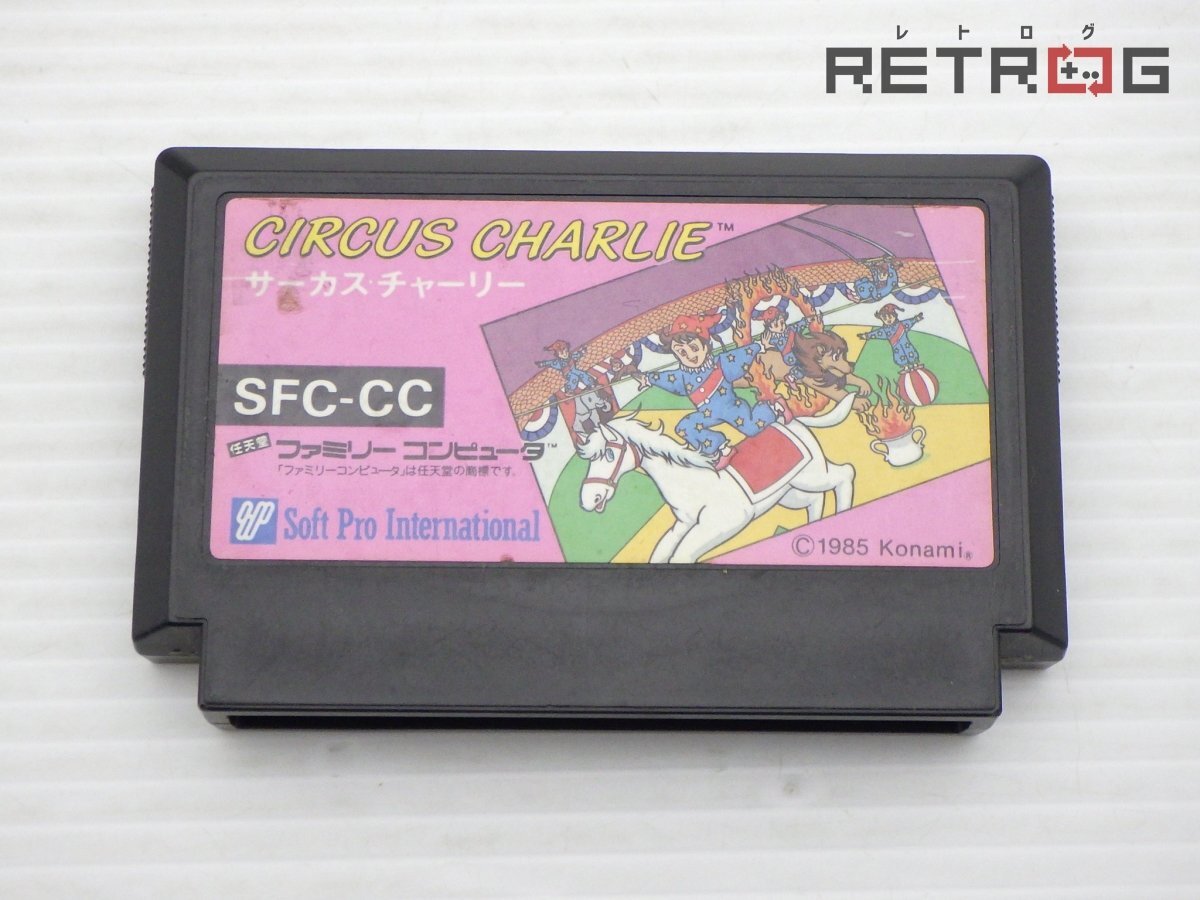 レトログ
RETROG
CIRCUS CHARLIE™
サーカスチャーリー
SFC-CC
任天堂 ファミリー コンピュータ™
「ファミリーコンピュータ」は任天堂の商標です。
Soft Pro International
©1985 Konami®